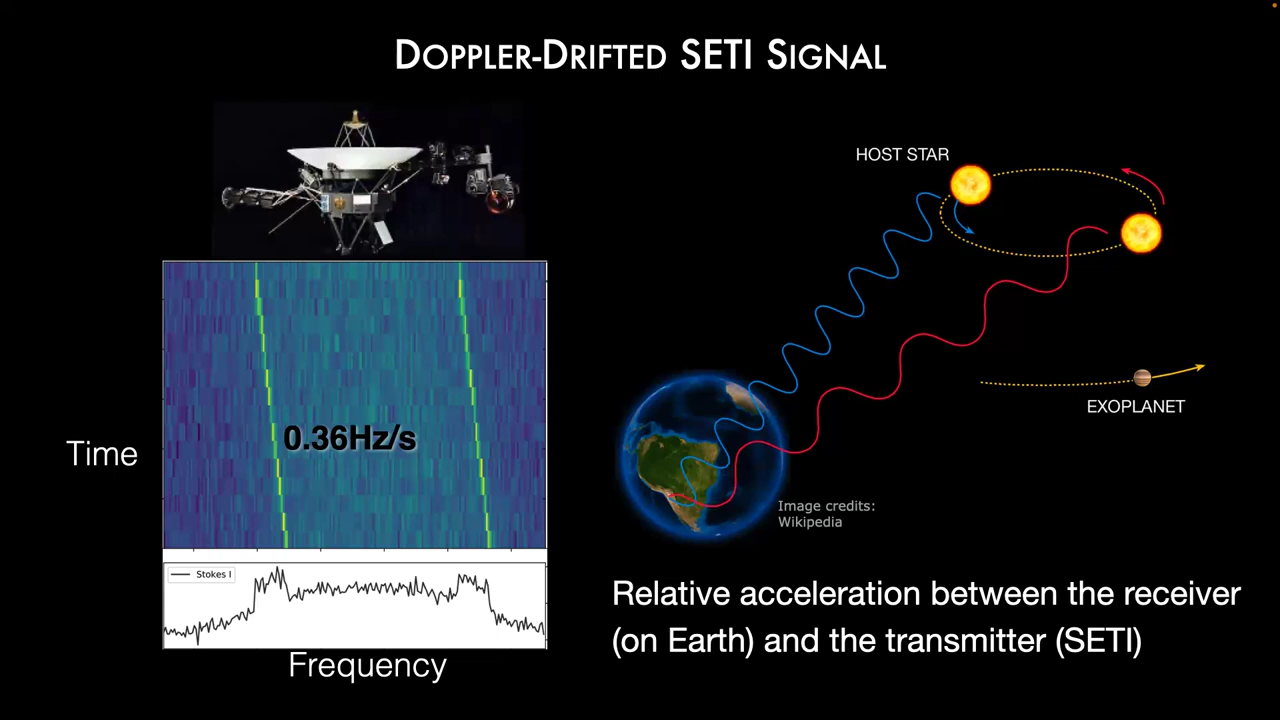 DOPPLER-DRIFTED SETI SIGNAL
HOST STAR
0.36Hz/s
Time
EXOPLANET
Image credits:
Wikipedia
Stokes I
Frequency
Relative acceleration between the receiver
(on Earth) and the transmitter (SETI)